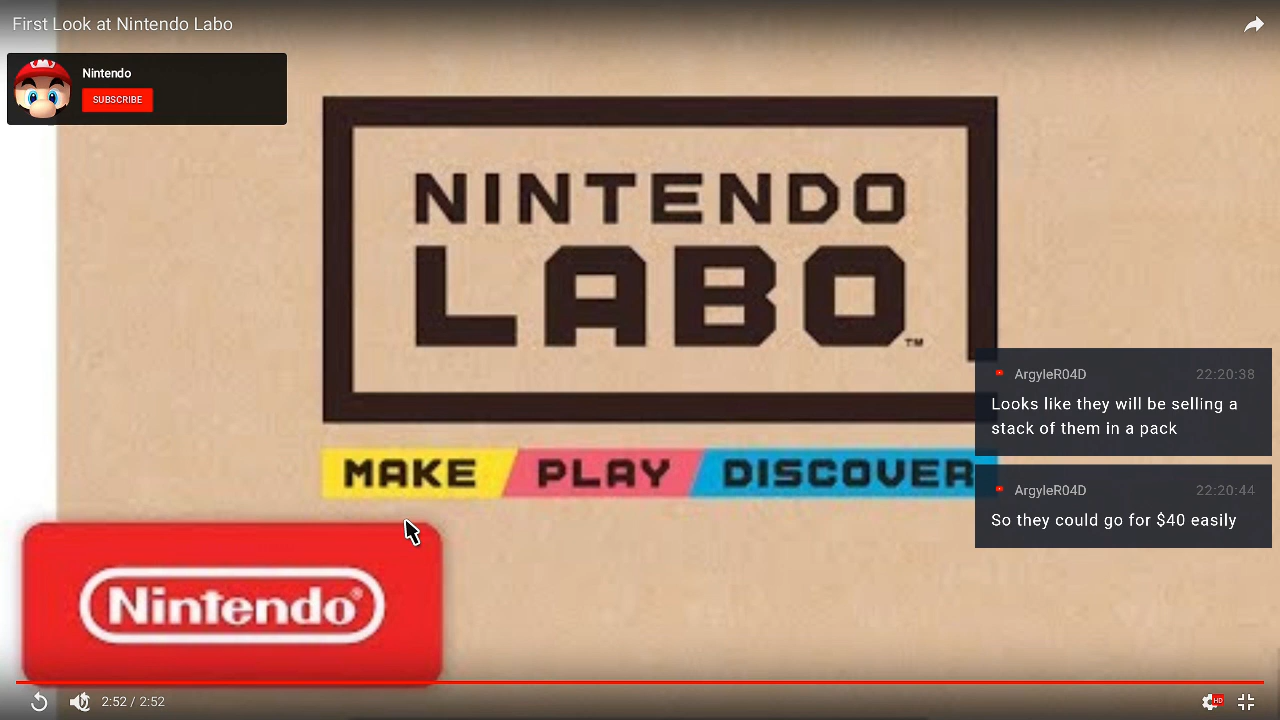 First Look at Nintendo Labo
Nintendo
SUBSCRIBE
NINTENDO
LABO™
MAKE PLAY DISCOVER
ArgyleR04D 22:20:38
Looks like they will be selling a
stack of them in a pack
ArgyleR04D 22:20:44
So they could go for $40 easily
Nintendo®
2:52 / 2:52
HD